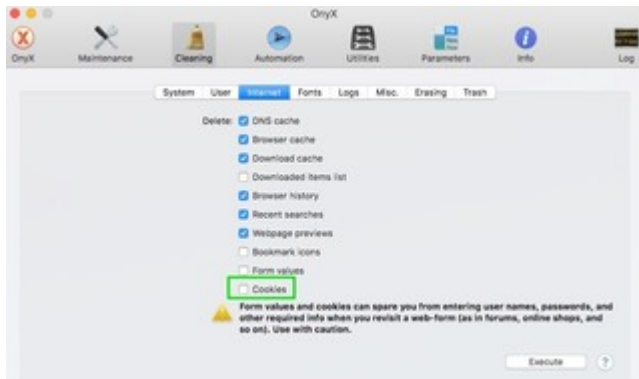 OnyX
OnyX Maintenance Cleaning Automation Utilities Parameters Info Log
System User Internet Fonts Logs Misc. Erasing Trash
Delete: DNS cache
Browser cache
Download cache
Downloaded items list
Browser history
Recent searches
Webpage previews
Bookmark icons
Form values
Cookies
Form values and cookies can spare you from entering user names, passwords, and
other required info when you revisit a web-form (as in forums, online shops, and
so on). Use with caution.
Execute ?